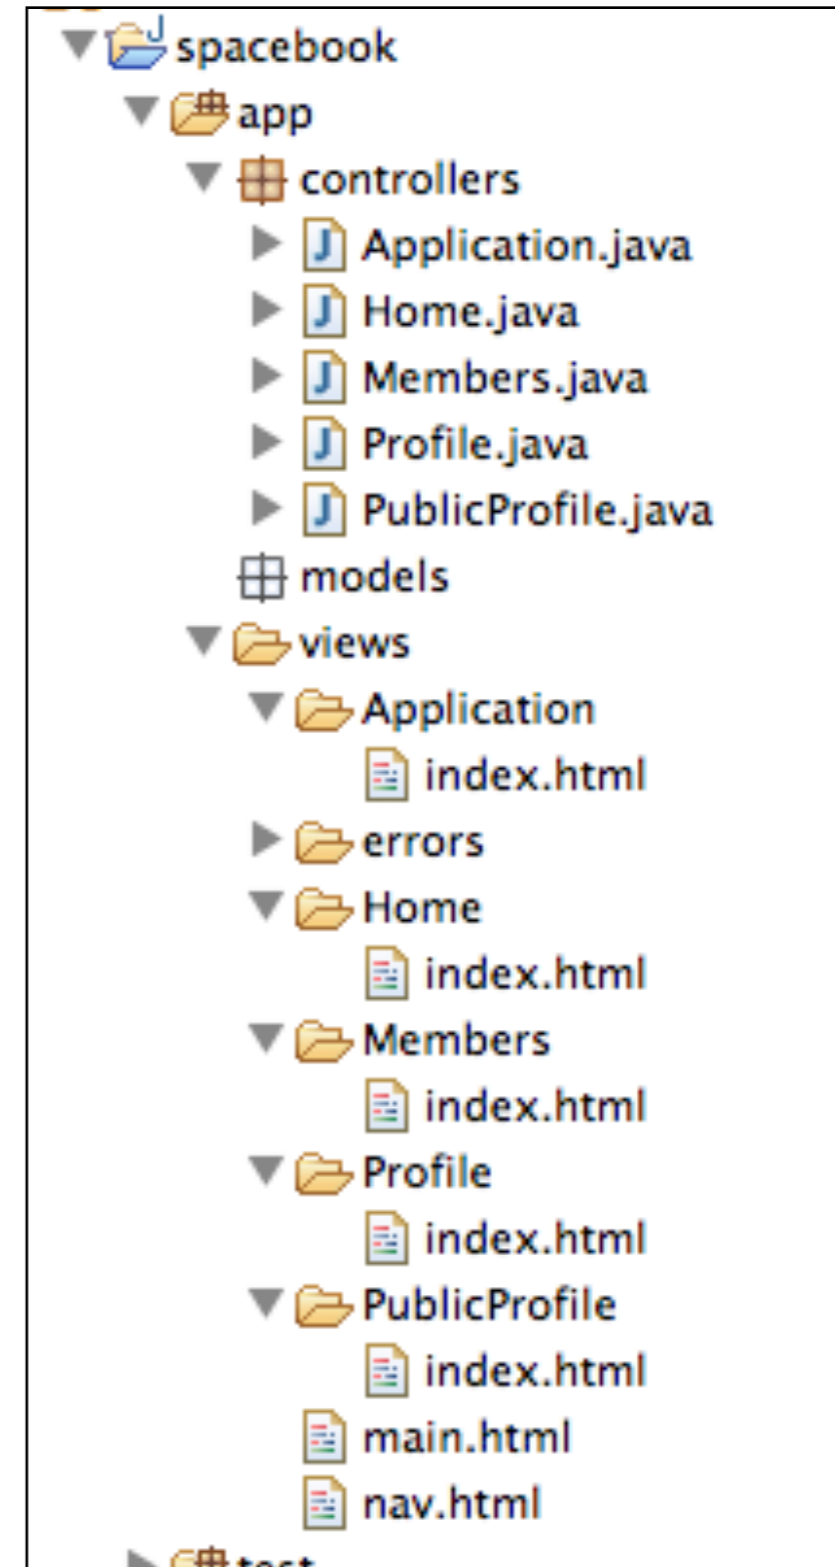 spacebook
app
controllers
Application.java
Home.java
Members.java
Profile.java
PublicProfile.java
models
views
Application
index.html
errors
Home
index.html
Members
index.html
Profile
index.html
PublicProfile
index.html
main.html
nav.html
test